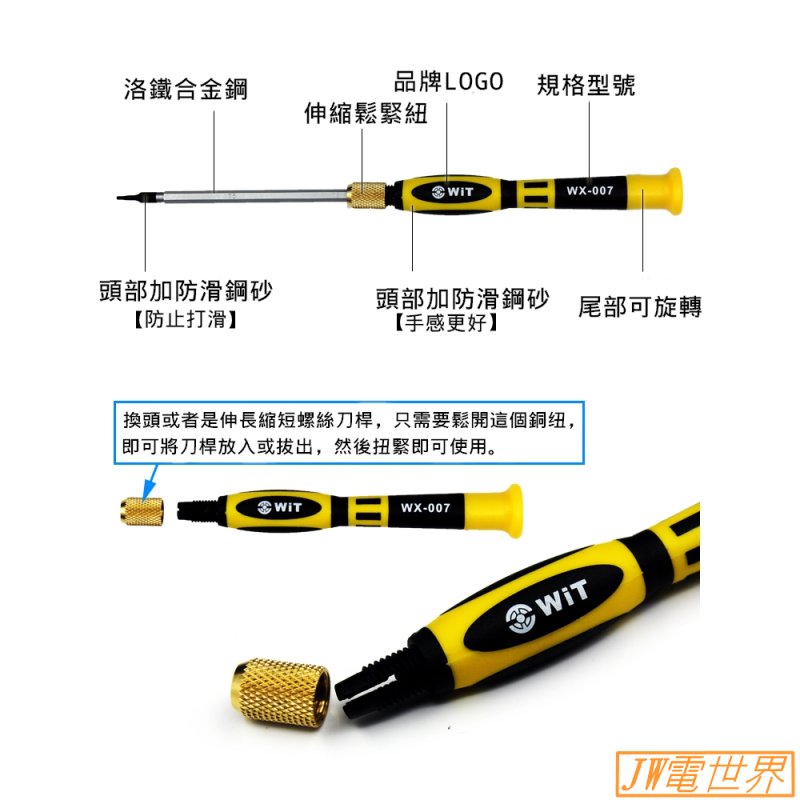 洛鐵合金鋼
伸縮鬆緊紐
品牌LOGO
規格型號
WiT
WX-007
頭部加防滑鋼砂
【防止打滑】
頭部加防滑鋼砂
【手感更好】
尾部可旋轉
換頭或者是伸長縮短螺絲刀桿，只需要鬆開這個銅纽，
即可將刀桿放入或拔出，然後扭緊即可使用。
WiT
WX-007
WiT
JW電世界